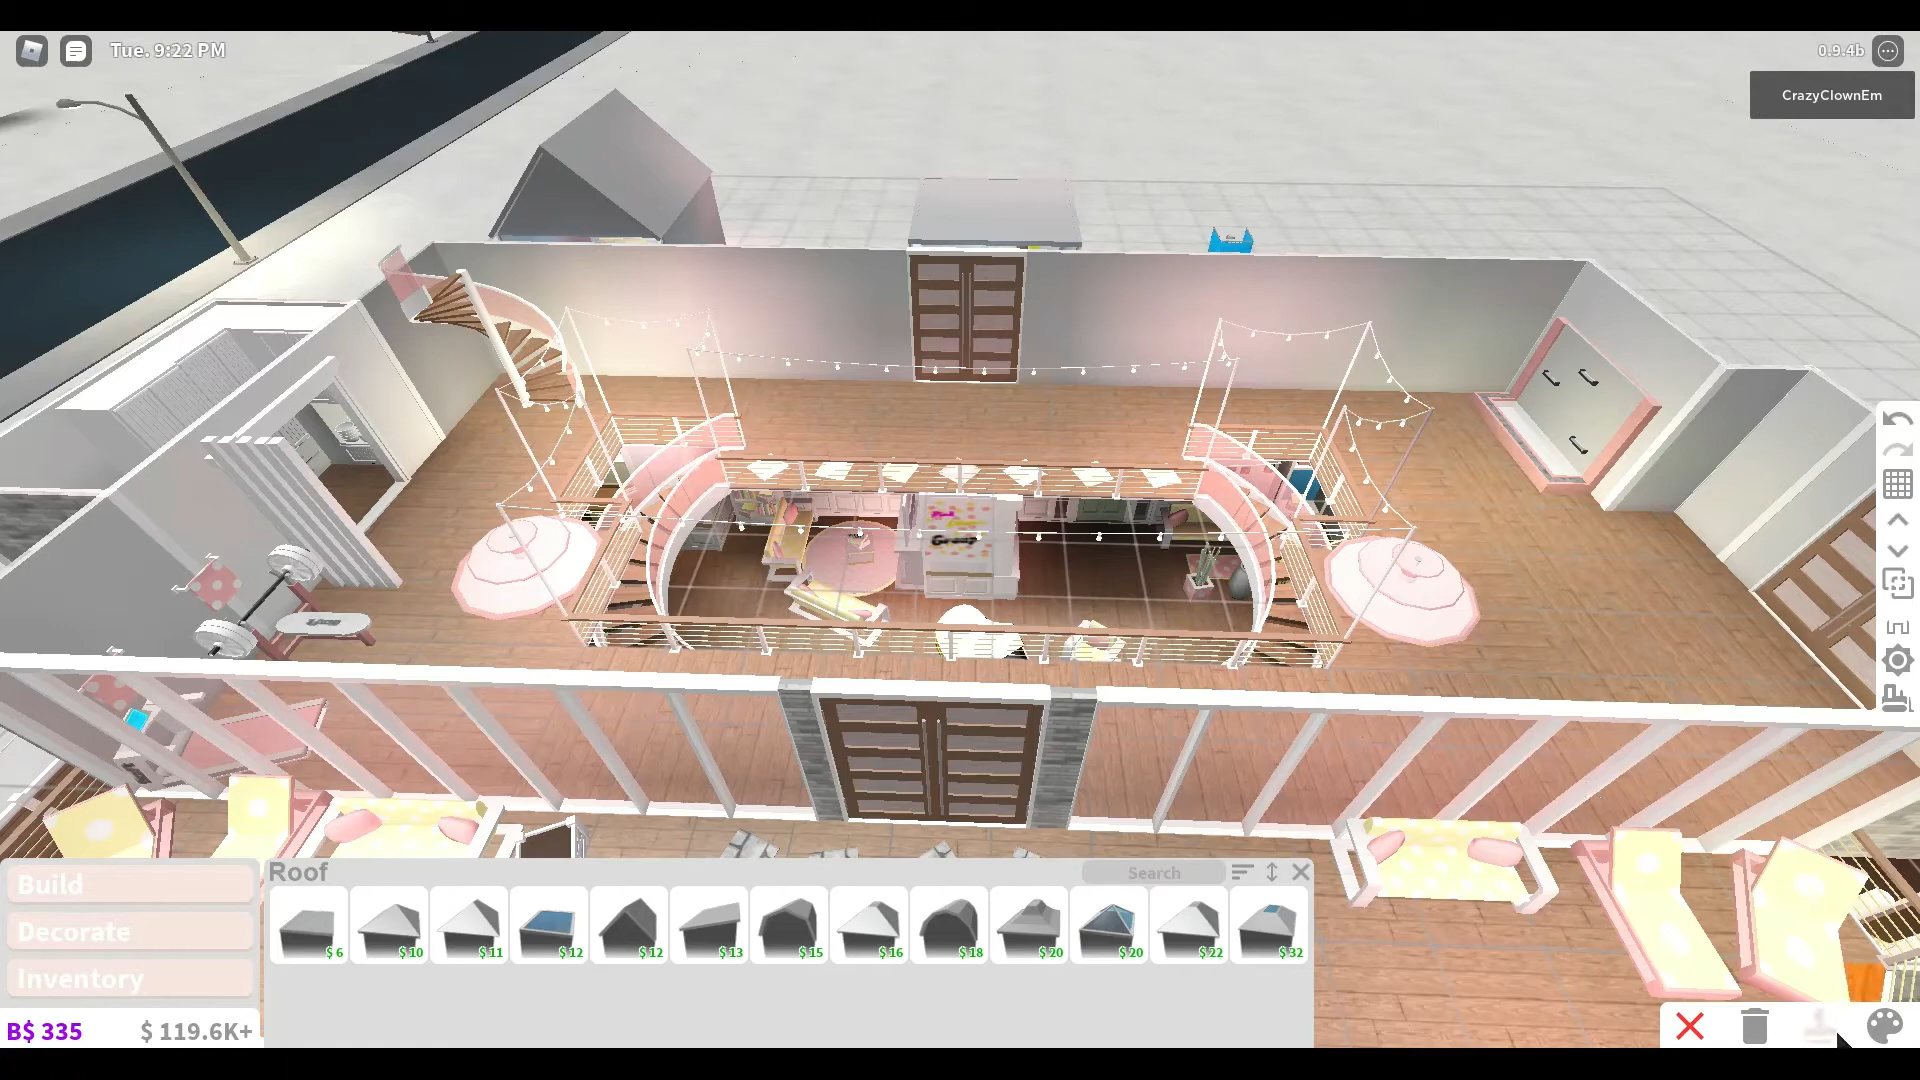 Tue. 9:22 PM
0.9.4b
CrazyClownEm
Roof
Search
Build
Decorate
Inventory
$ 6
$ 10
$ 11
$ 12
$ 12
$ 13
$ 15
$ 16
$ 18
$ 20
$ 20
$ 22
$ 32
B$ 335
$ 119.6K+